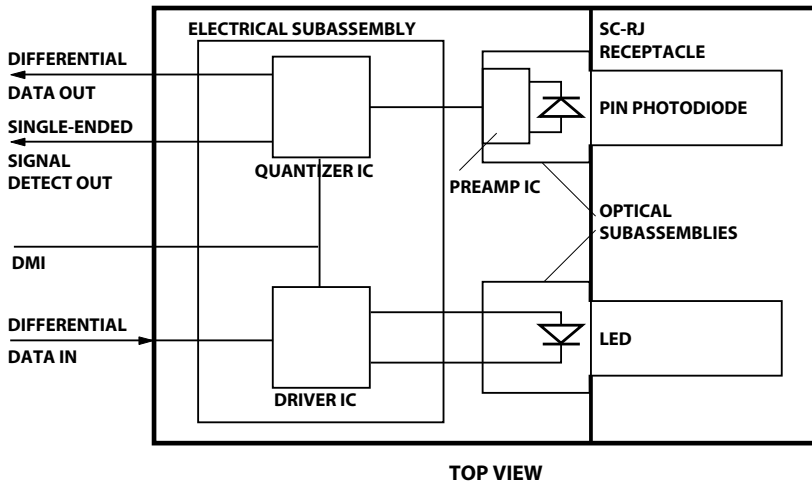 ELECTRICAL SUBASSEMBLY
SC-RJ
RECEPTACLE
DIFFERENTIAL
DATA OUT
PIN PHOTODIODE
SINGLE-ENDED
SIGNAL
DETECT OUT
QUANTIZER IC
PREAMP IC
OPTICAL
SUBASSEMBLIES
DMI
DIFFERENTIAL
DATA IN
LED
DRIVER IC
TOP VIEW